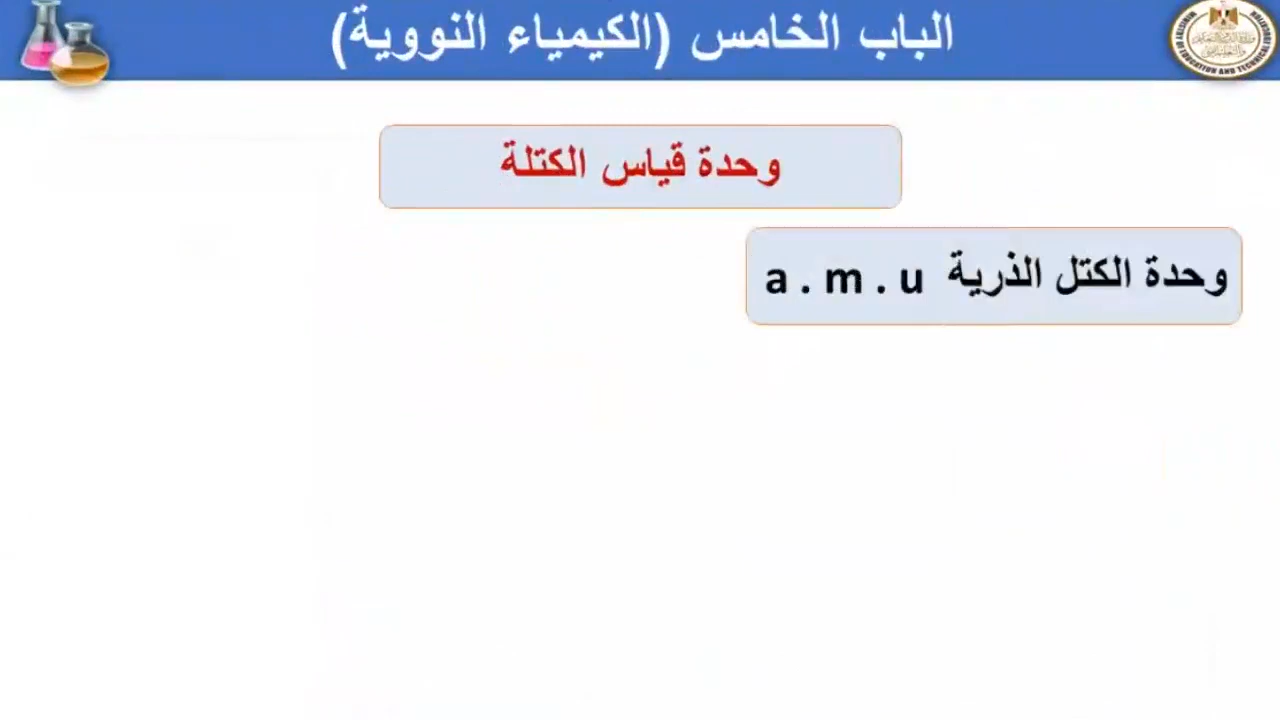 الباب الخامس (الكيمياء النووية)
وحدة قياس الكتلة
وحدة الكتل الذرية a . m . u